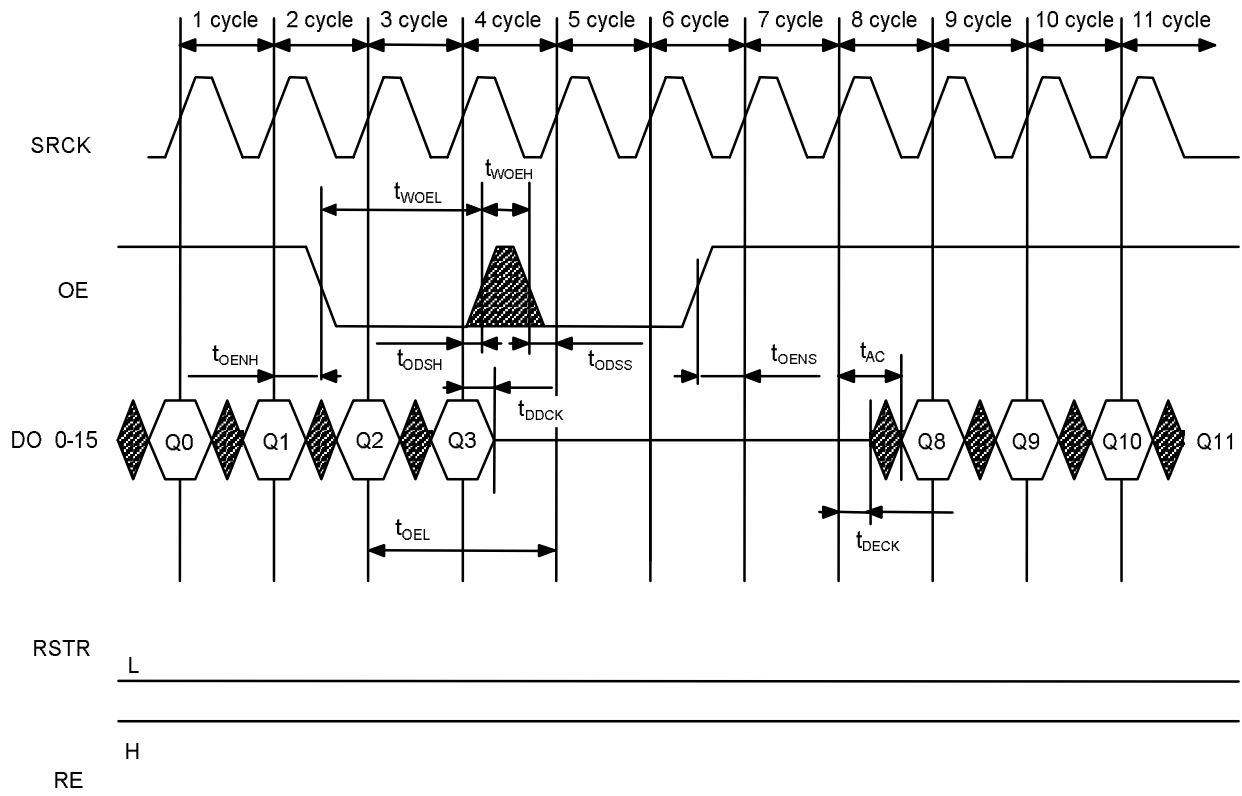 1 cycle 2 cycle 3 cycle 4 cycle 5 cycle 6 cycle 7 cycle 8 cycle 9 cycle 10 cycle 11 cycle
SRCK
tWOEH
tWOEL
OE
tOENH
tODSH
tODSS
tOENS
tAC
tDDCK
DO 0-15
Q0 Q1 Q2 Q3 Q8 Q9 Q10 Q11
tOEL
tDECK
RSTR
L
H
RE